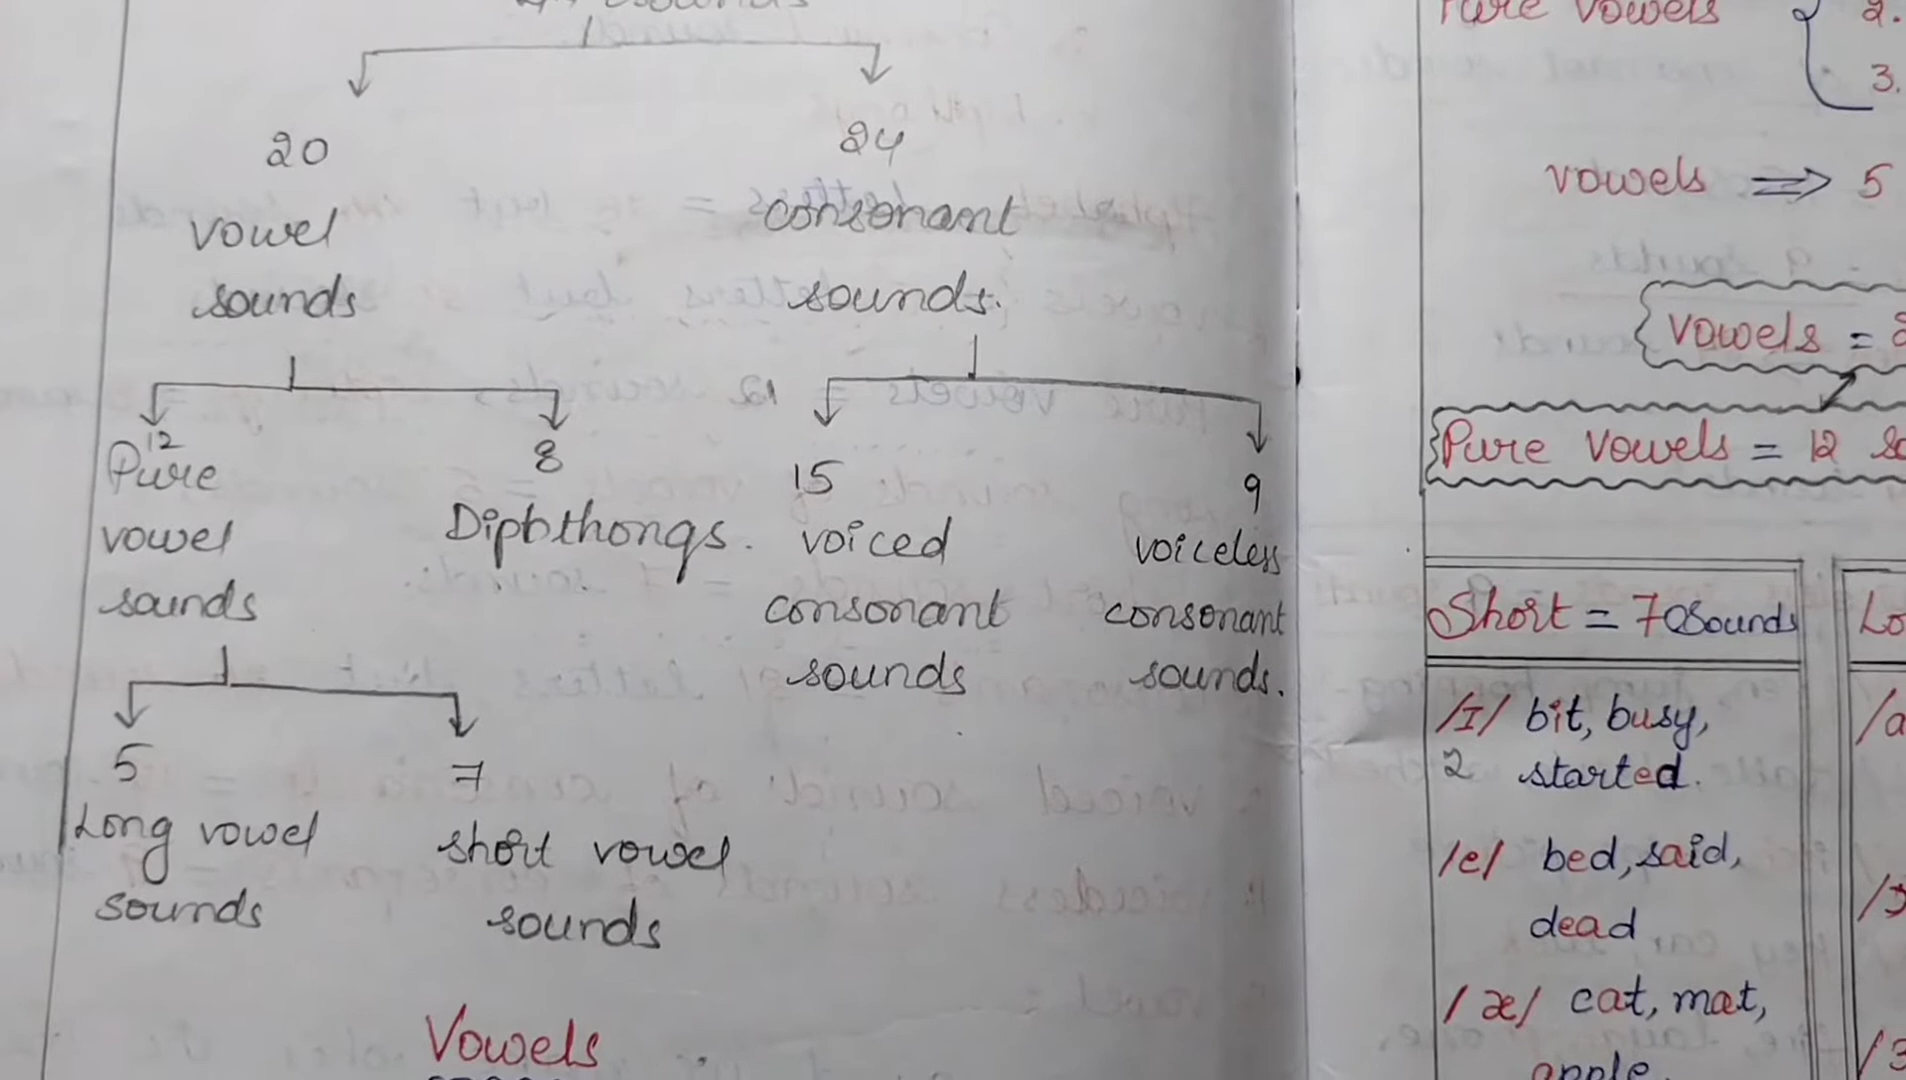 20
vowel
sounds
24
consonant
sounds.
12
Pure
vowel
sounds
8
Diphthongs.
15
voiced
consonant
sounds
9
voiceless
consonant
sounds.
5
Long vowel
sounds
7
short vowel
sounds
Vowels
Pure Vowels
2.
3.
vowels ⇒ 5
Vowels =
Pure Vowels = 12
Short = 7 sounds
/I/ bit, busy,
2 started.
/e/ bed, said,
dead
/æ/ cat, mat,
apple.